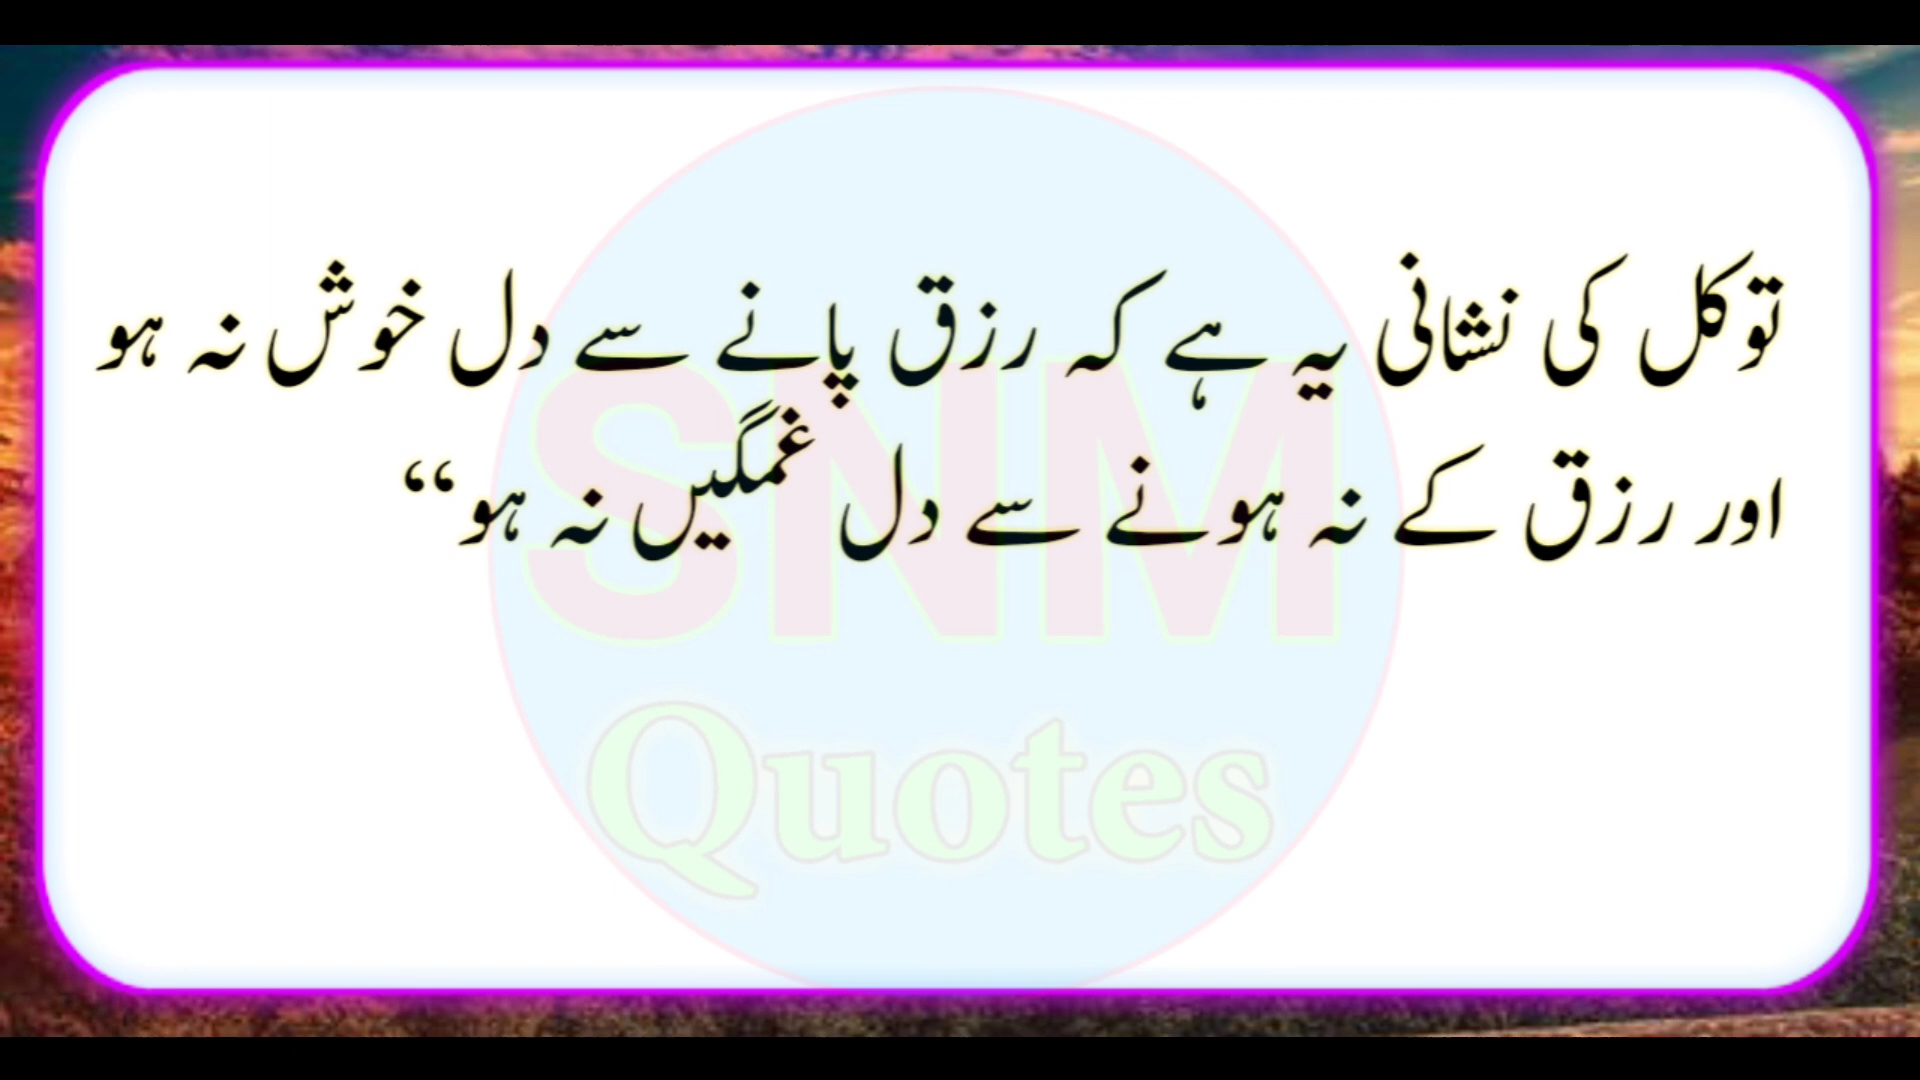 توکل کی نشانی یہ ہے کہ رزق پانے سے دل خوش نہ ہو
اور رزق کے نہ ہونے سے دل غمگیں نہ ہو“
SNM
Quotes